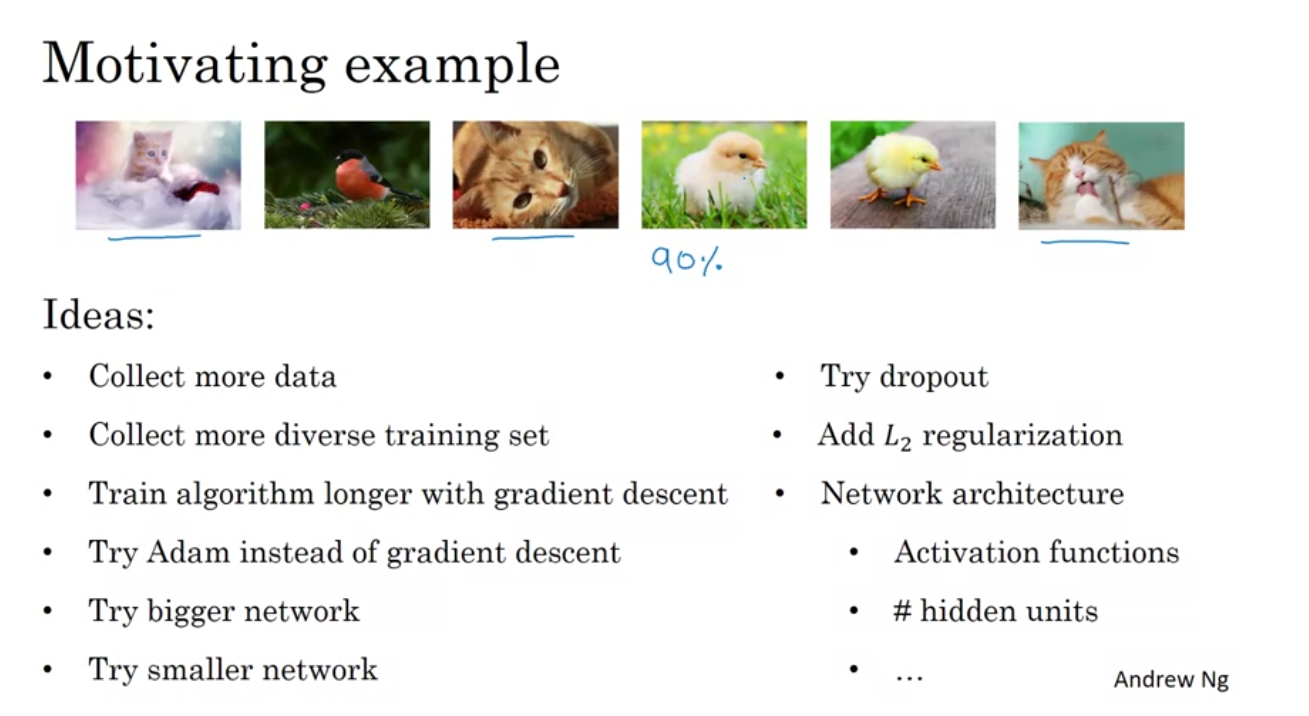 Motivating example
90%
Ideas:
• Collect more data
• Collect more diverse training set
• Train algorithm longer with gradient descent
• Try Adam instead of gradient descent
• Try bigger network
• Try smaller network
• Try dropout
• Add L₂ regularization
• Network architecture
• Activation functions
• # hidden units
• …
Andrew Ng